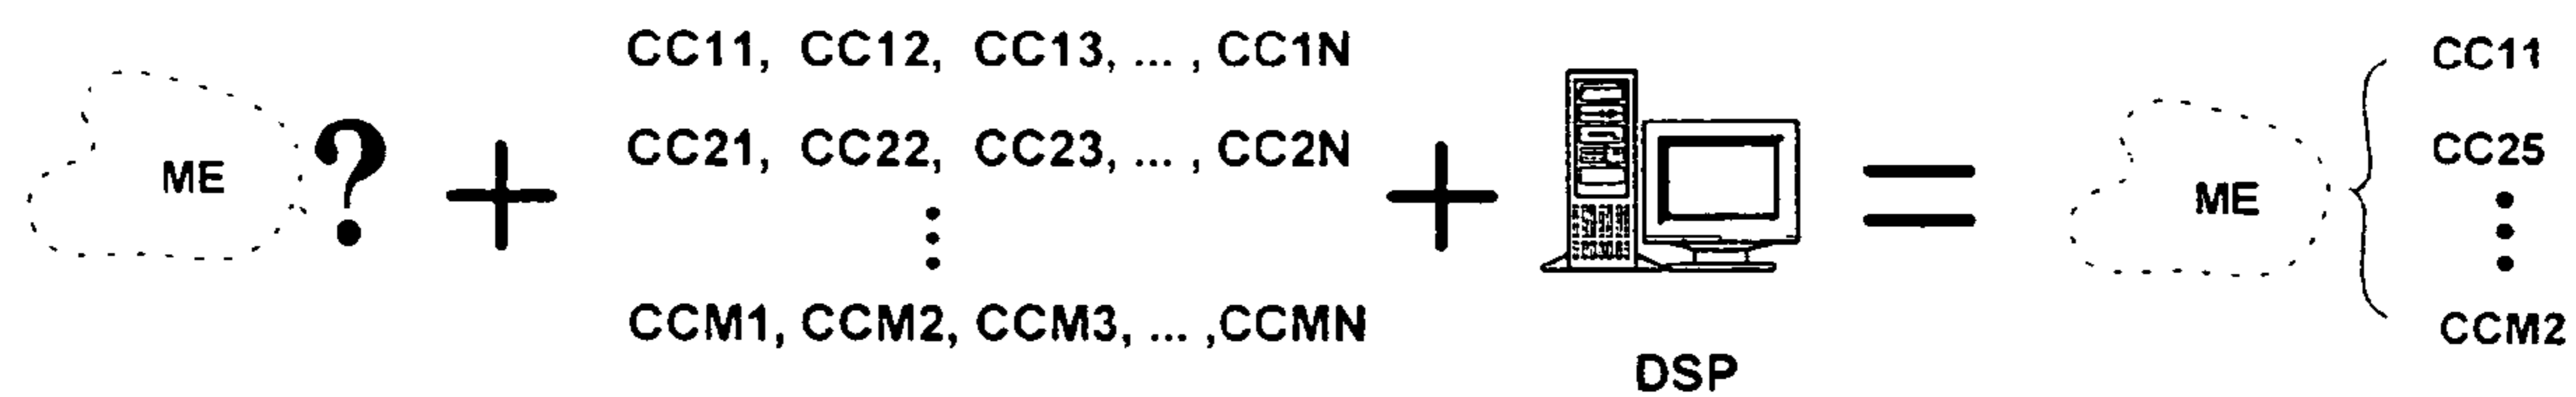 ME ?
+
CC11, CC12, CC13, ... , CC1N
CC21, CC22, CC23, ... , CC2N
CCM1, CCM2, CCM3, ... ,CCMN
+
DSP
=
ME
CC11
CC25
CCM2